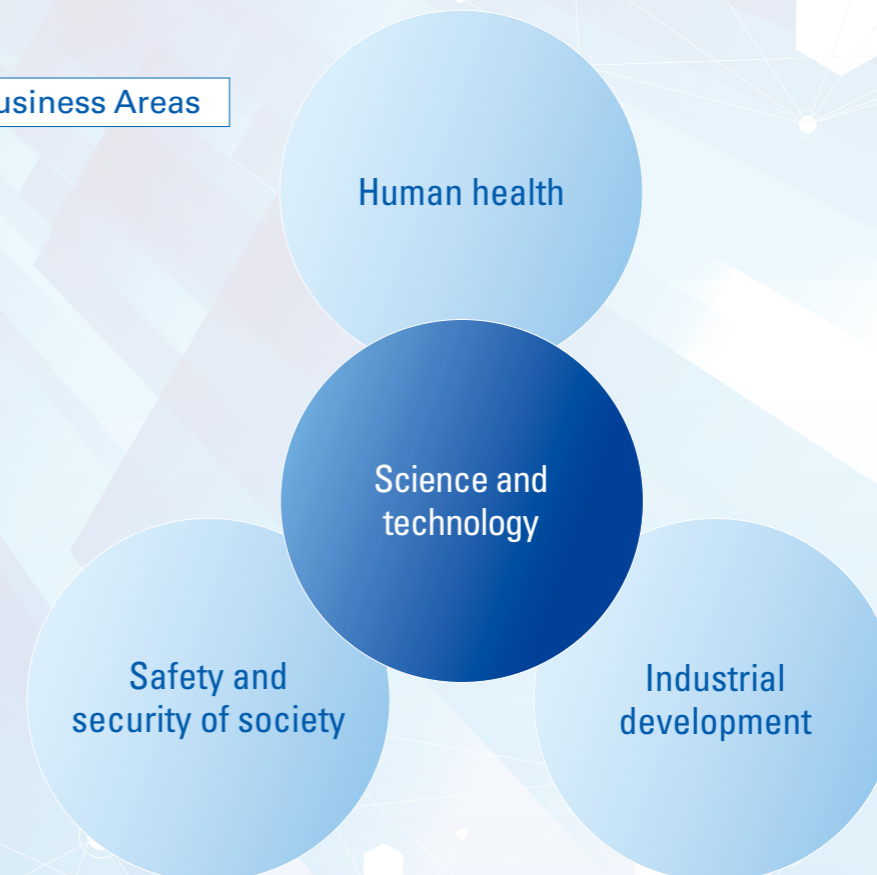 usiness Areas
Human health
Science and
technology
Safety and
security of society
Industrial
development